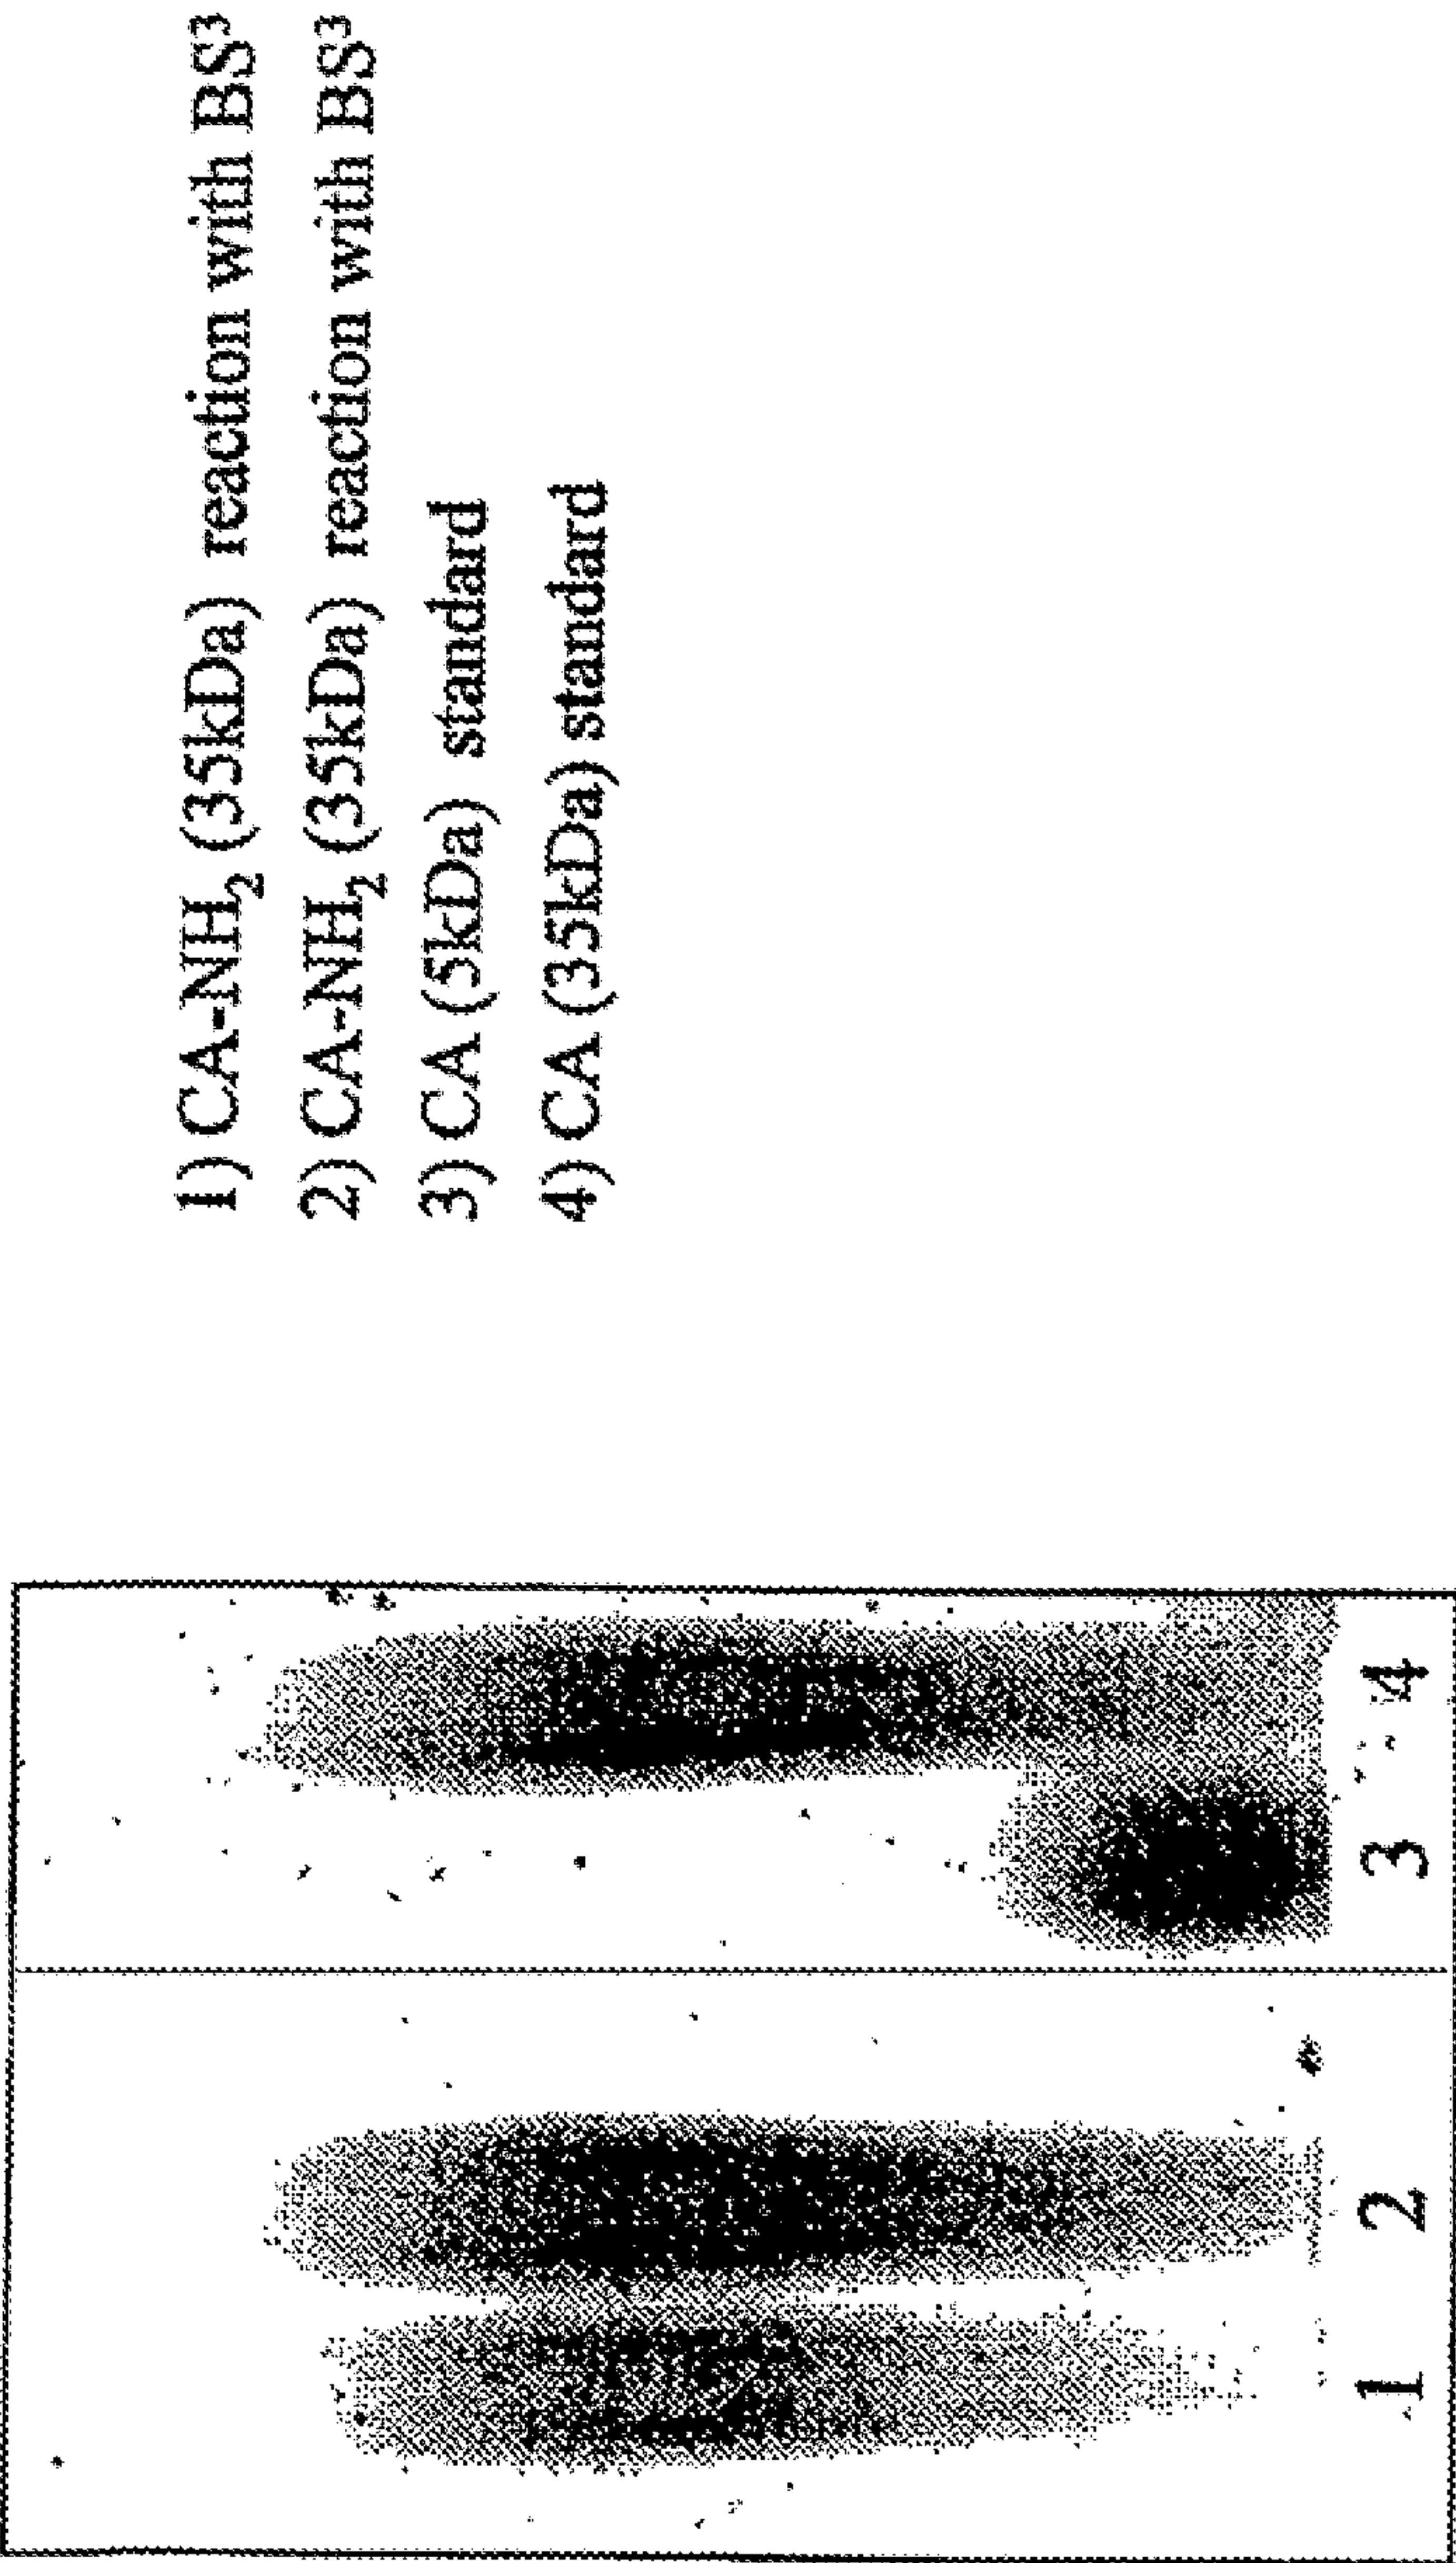 1) CA-NH₂ (35kDa) reaction with BS³
2) CA-NH₂ (35kDa) reaction with BS³
3) CA (5kDa) standard
4) CA (35kDa) standard
1 2 3 4